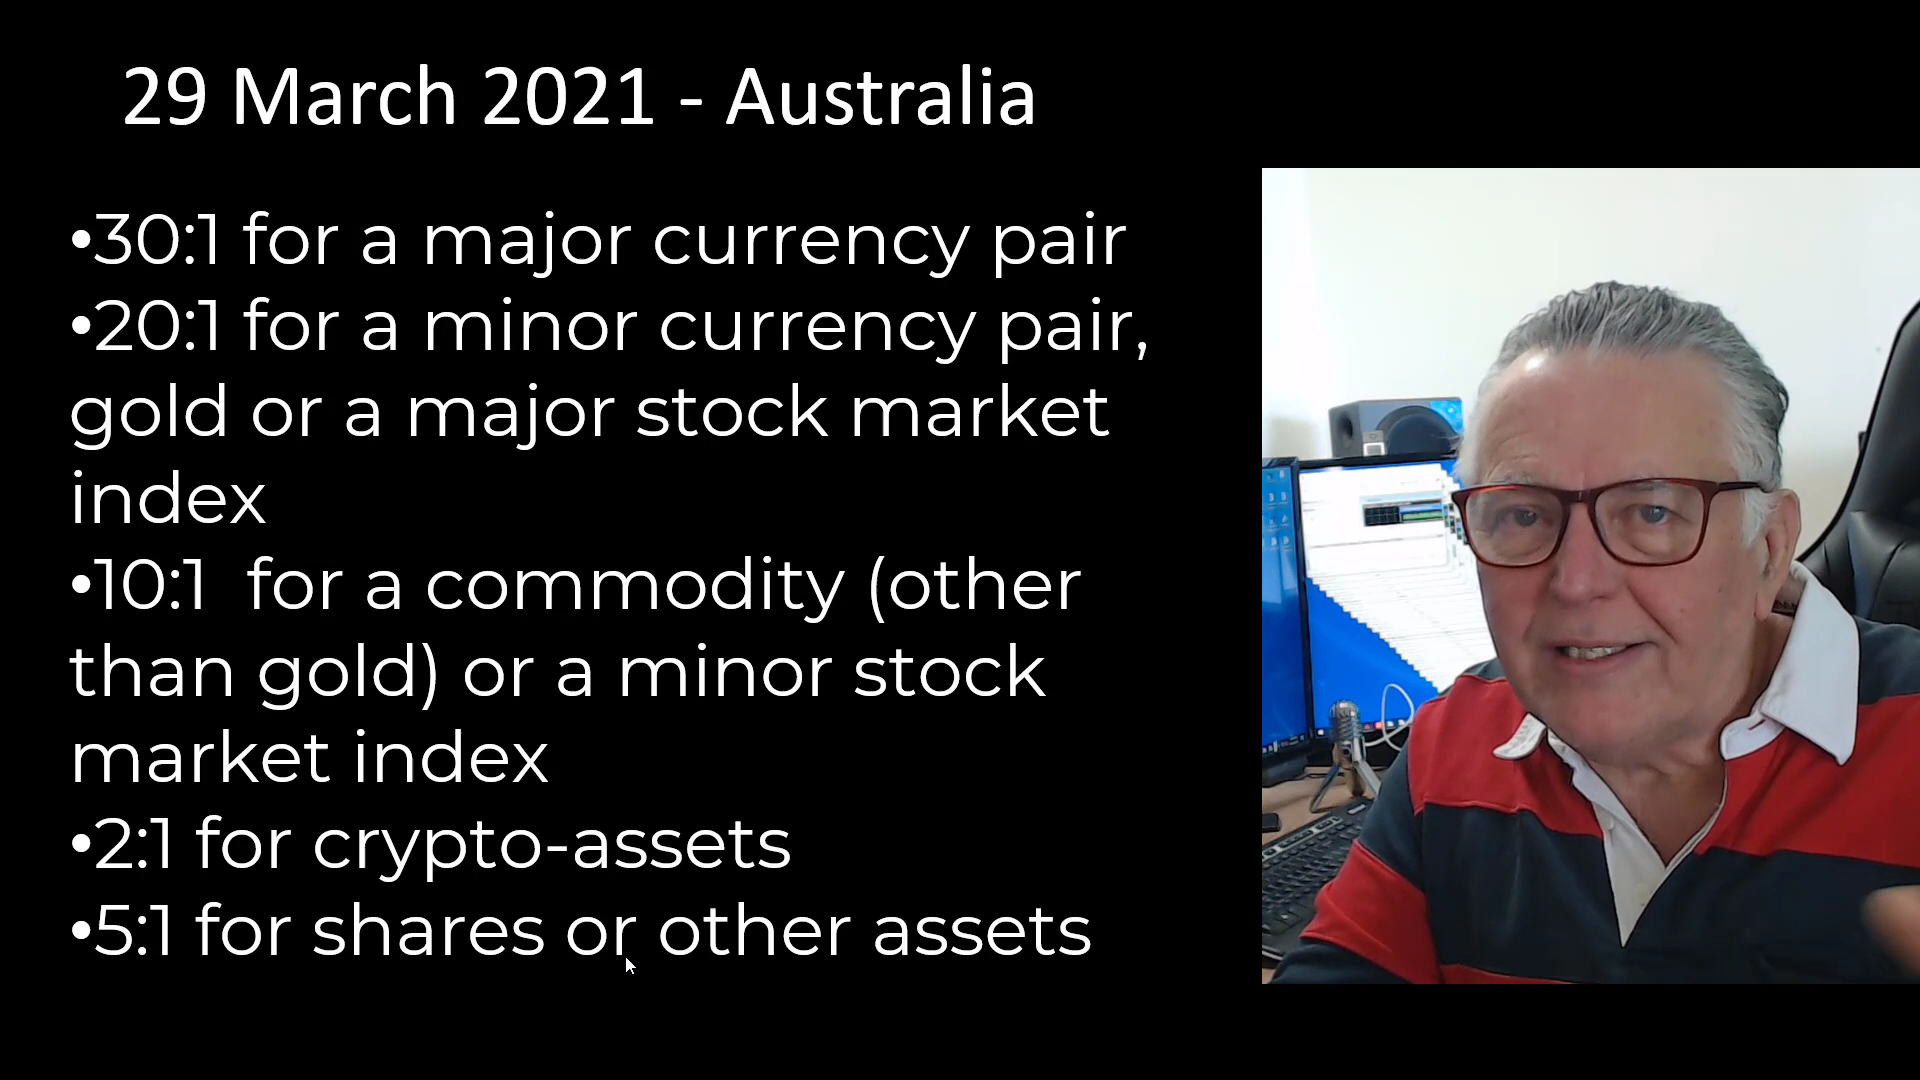 29 March 2021 - Australia
•30:1 for a major currency pair
•20:1 for a minor currency pair,
gold or a major stock market
index
•10:1  for a commodity (other
than gold) or a minor stock
market index
•2:1 for crypto-assets
•5:1 for shares or other assets